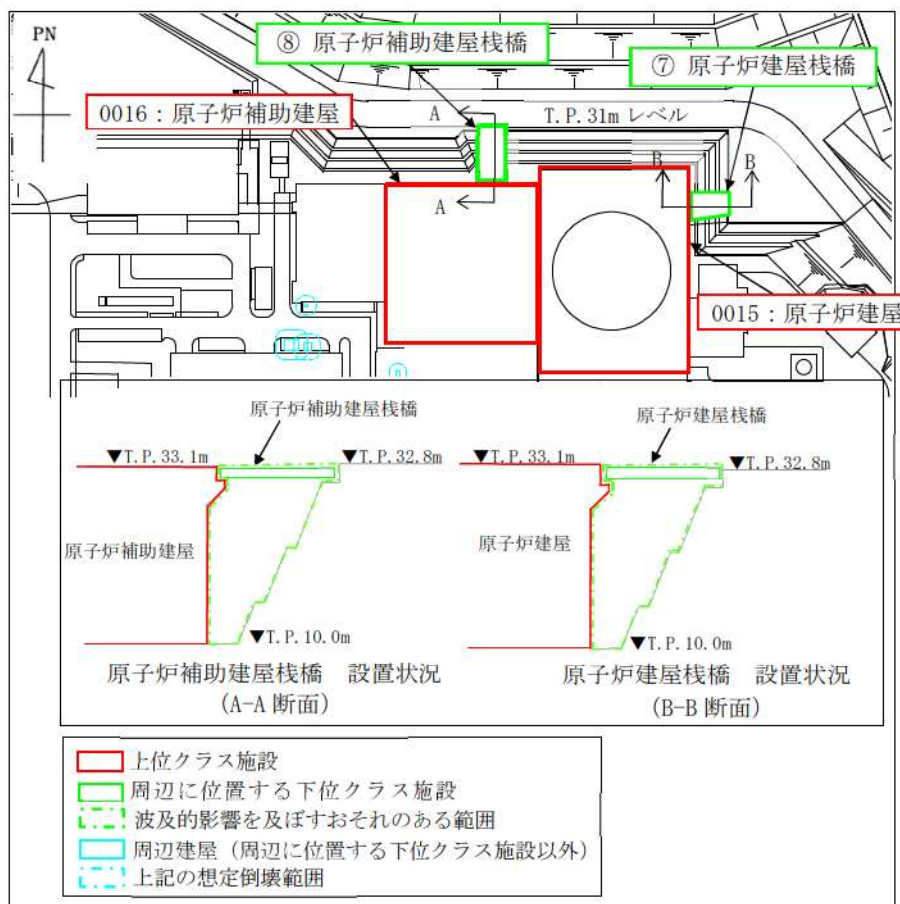 PN
⑧ 原子炉補助建屋桟橋
⑦ 原子炉建屋桟橋
0016：原子炉補助建屋
A
T.P.31m レベル
B
B
A
0015：原子炉建屋
原子炉補助建屋桟橋
原子炉建屋桟橋
▼T.P.33.1m
▼T.P.32.8m
▼T.P.33.1m
▼T.P.32.8m
原子炉補助建屋
原子炉建屋
▼T.P.10.0m
▼T.P.10.0m
原子炉補助建屋桟橋 設置状況
(A-A 断面)
原子炉建屋桟橋 設置状況
(B-B 断面)
上位クラス施設
周辺に位置する下位クラス施設
波及的影響を及ぼすおそれのある範囲
周辺建屋（周辺に位置する下位クラス施設以外）
上記の想定倒壊範囲